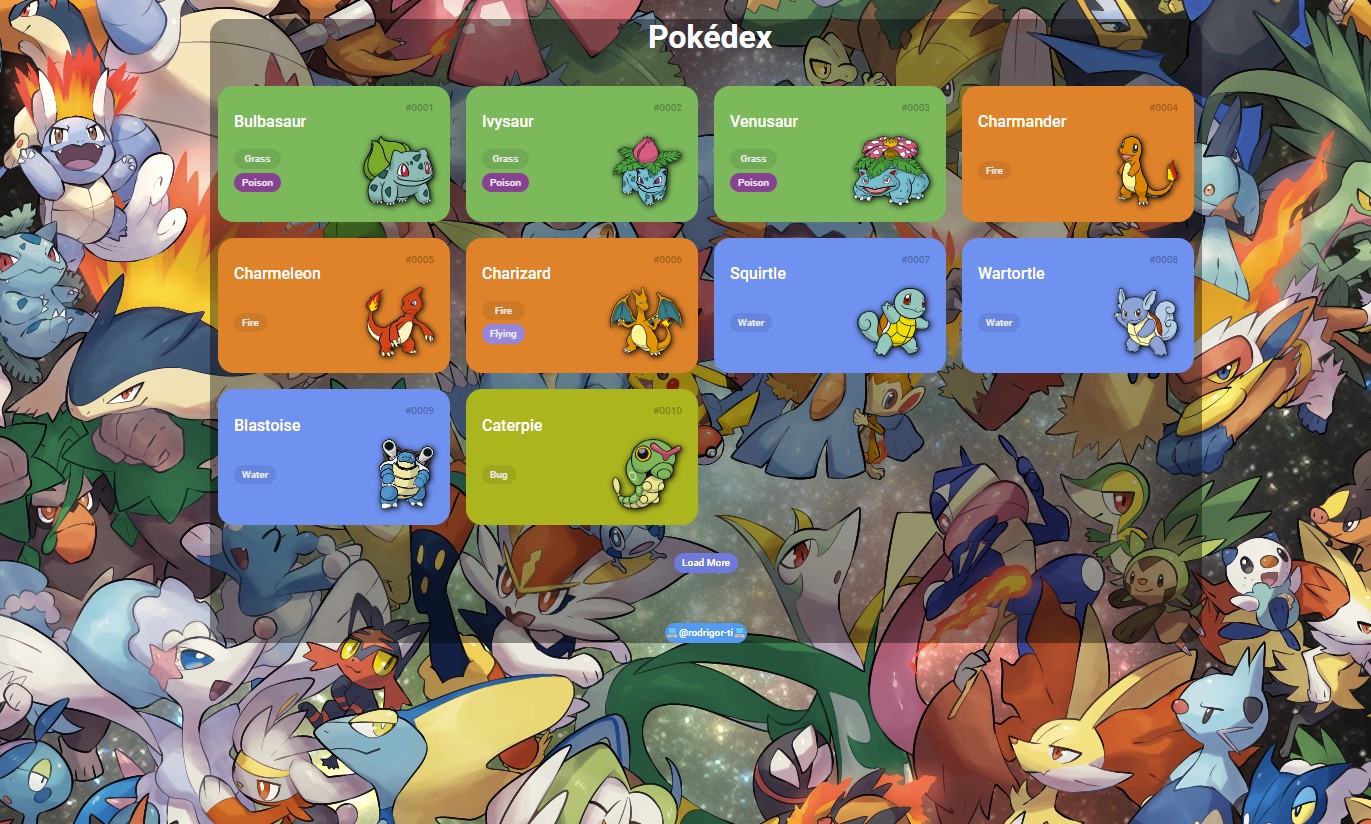 Pokédex
#0001
Bulbasaur
Grass
Poison
#0002
Ivysaur
Grass
Poison
#0003
Venusaur
Grass
Poison
#0004
Charmander
Fire
#0005
Charmeleon
Fire
#0006
Charizard
Fire
Flying
#0007
Squirtle
Water
#0008
Wartortle
Water
#0009
Blastoise
Water
#0010
Caterpie
Bug
Load More
@rodrigor-ti